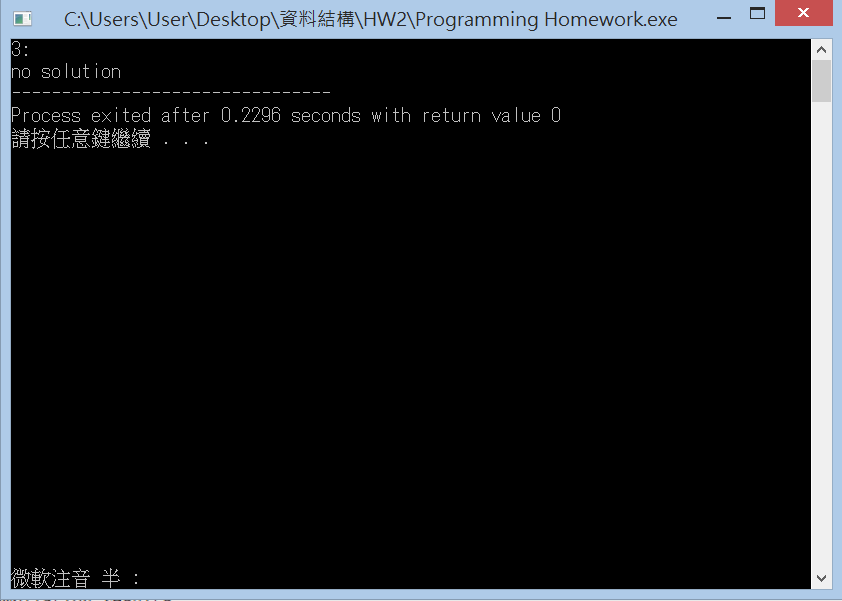 C:\Users\User\Desktop\資料結構\HW2\Programming Homework.exe
3:
no solution
--------------------------------
Process exited after 0.2296 seconds with return value 0
請按任意鍵繼續 . . .
微軟注音 半 :